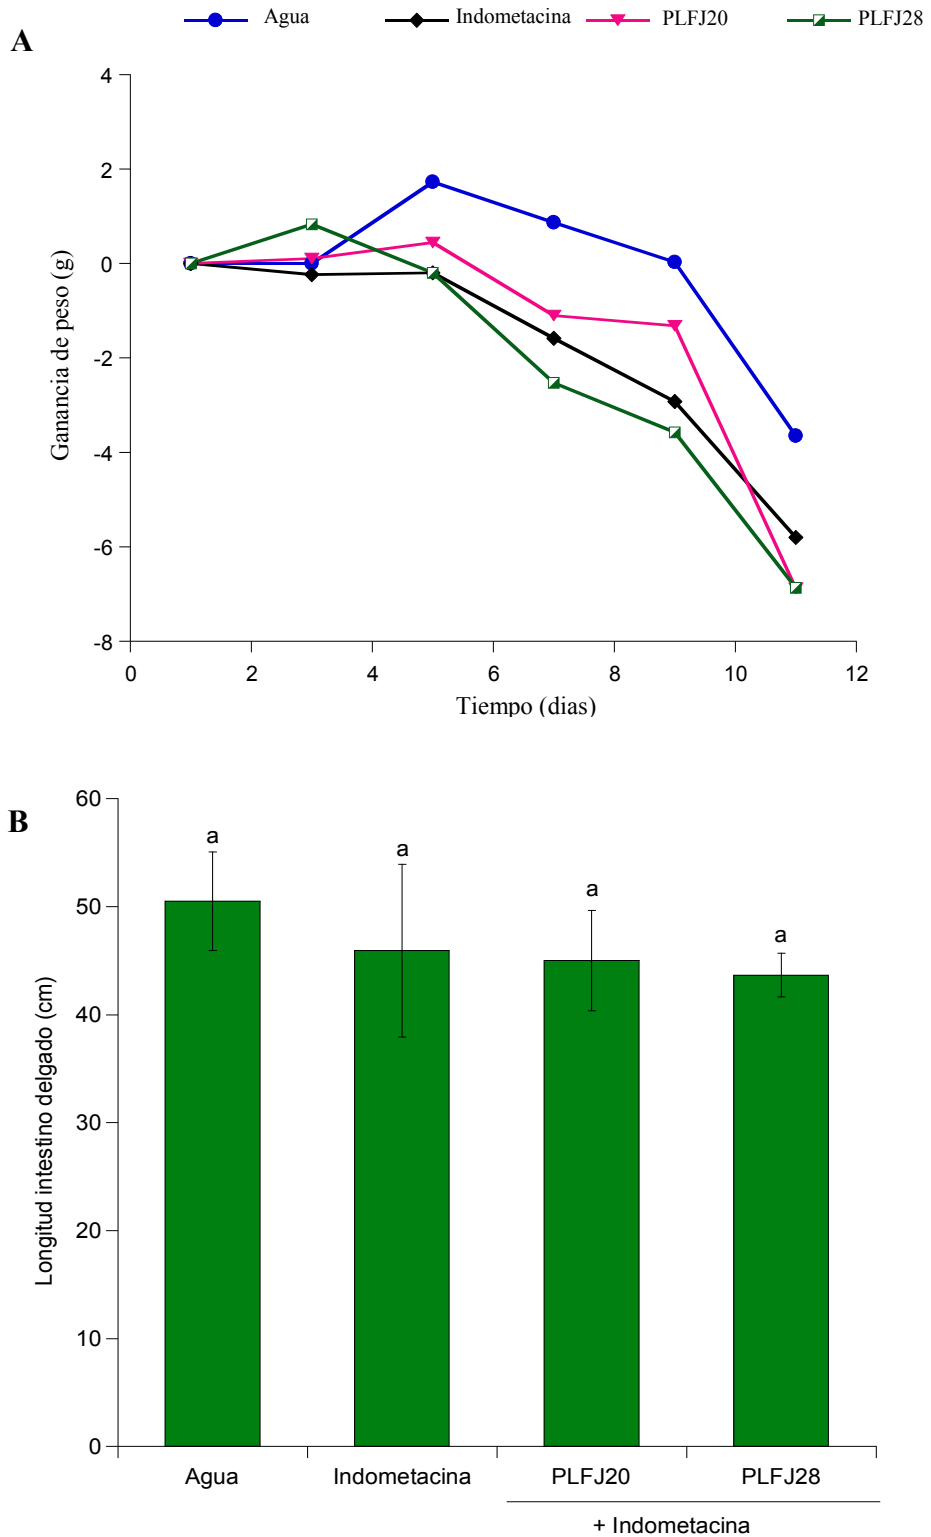 Agua Indometacina PLFJ20 PLFJ28
A
4
2
0
-2
-4
-6
-8
Ganancia de peso (g)
0 2 4 6 8 10 12
Tiempo (dias)
B
60
50
40
30
20
10
0
Longitud intestino delgado (cm)
a a a a
Agua Indometacina PLFJ20 PLFJ28
+ Indometacina